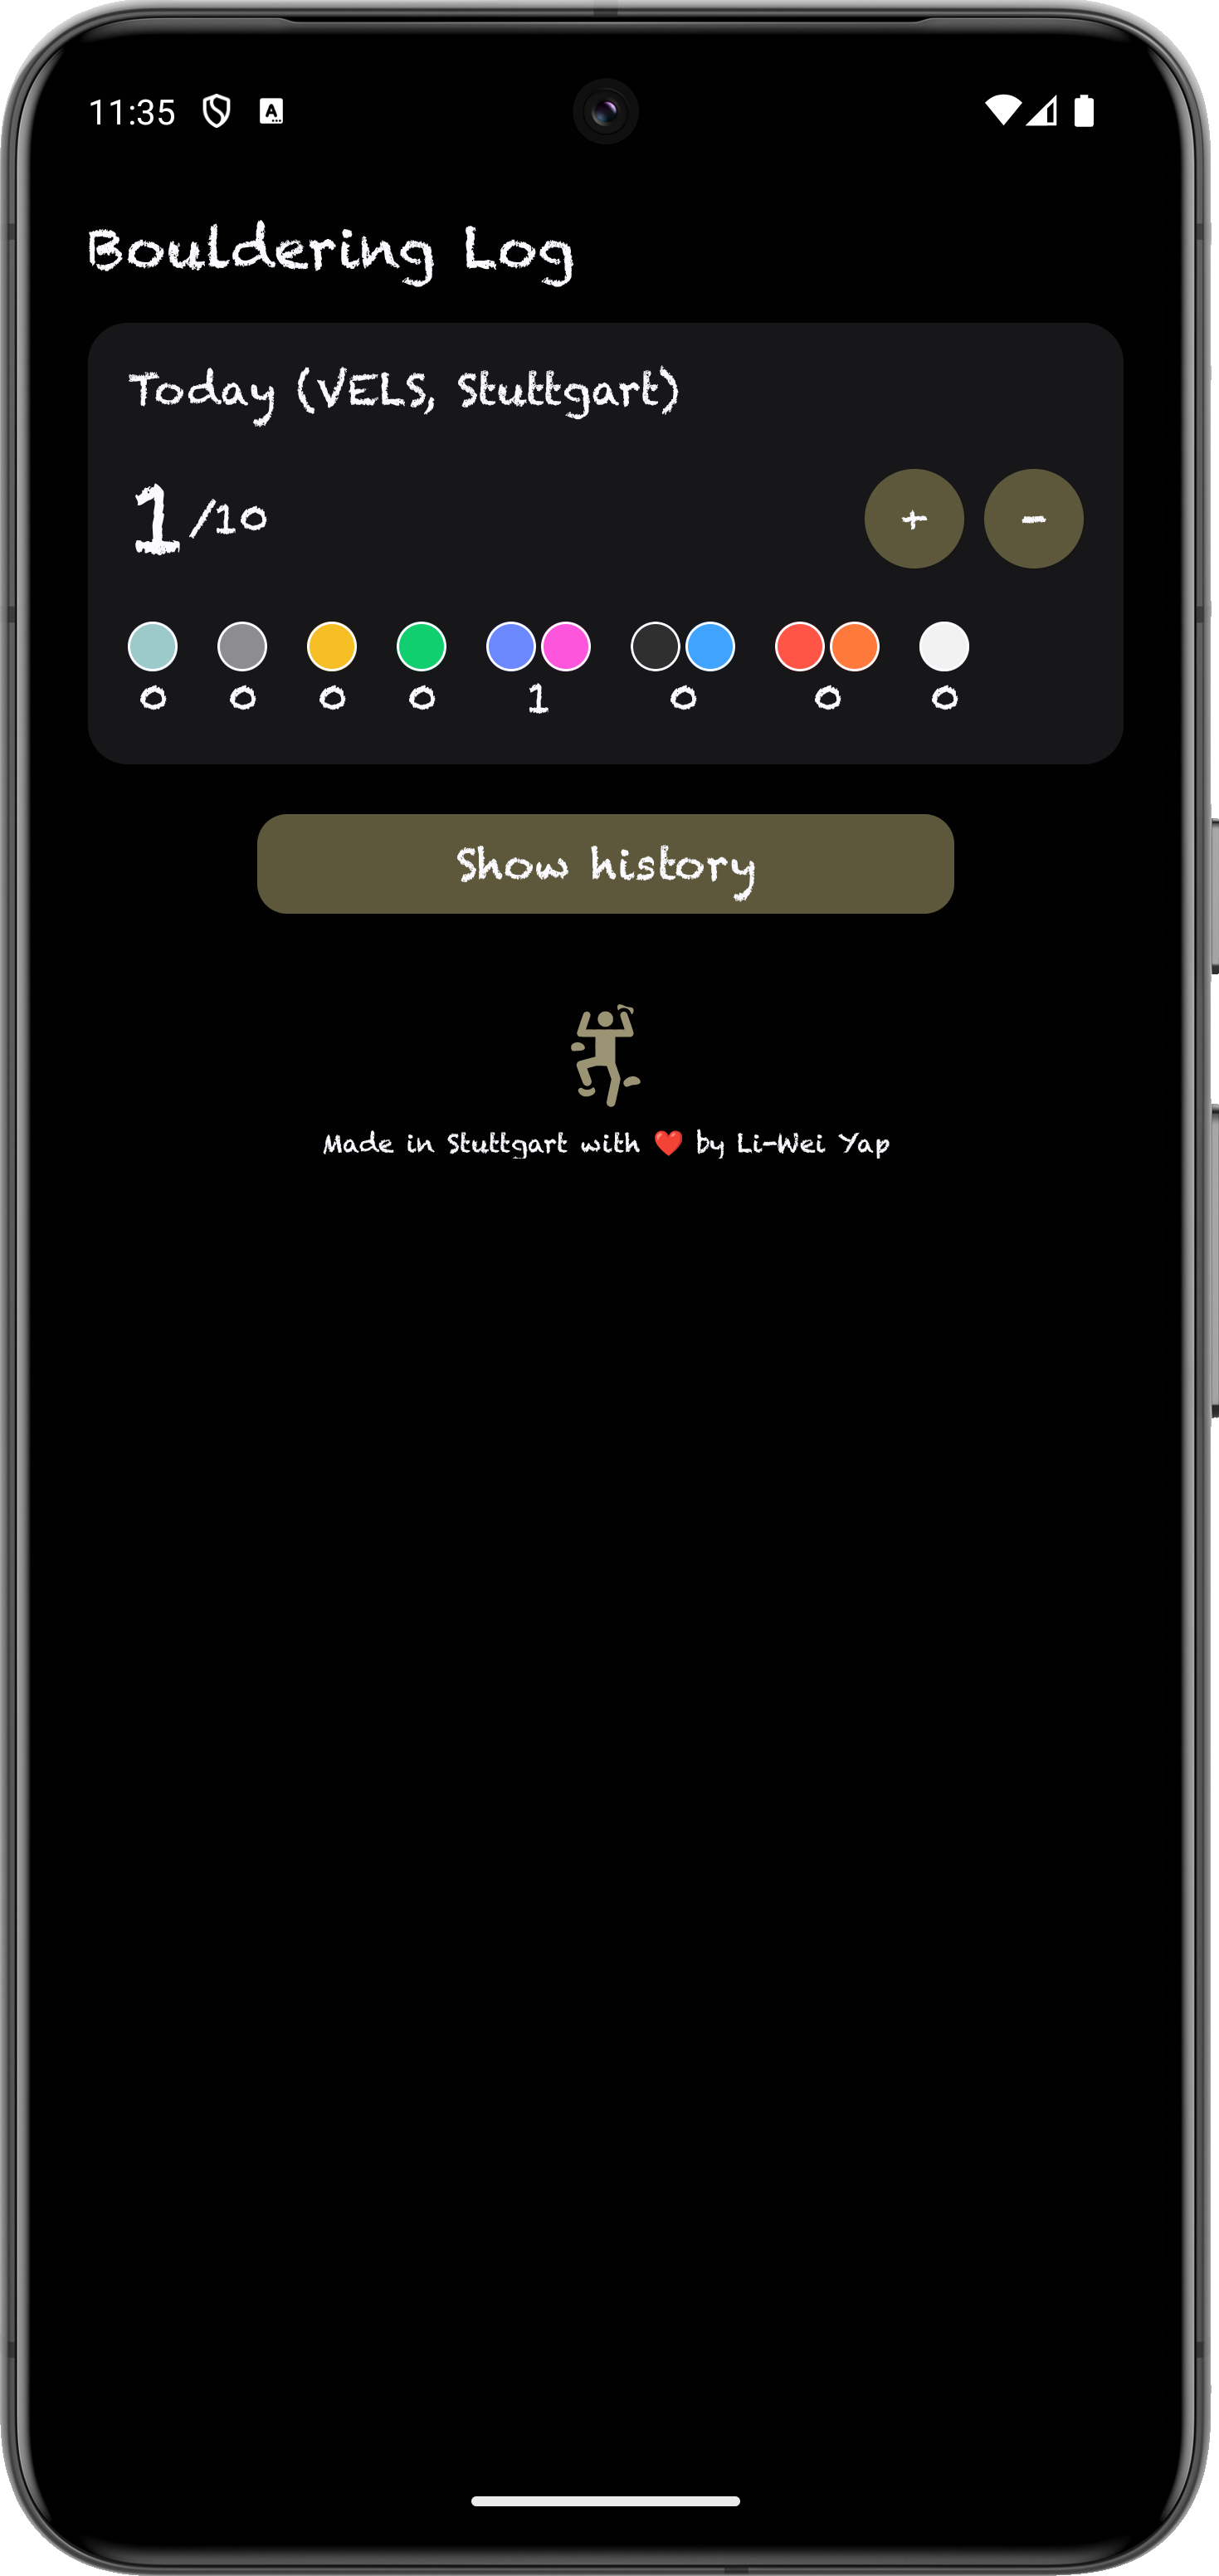 11:35 A
Bouldering Log
Today (VELS, Stuttgart)
1/10 + -
0 0 0 0 1 0 0 0
Show history
Made in Stuttgart with ❤️ by Li-Wei Yap